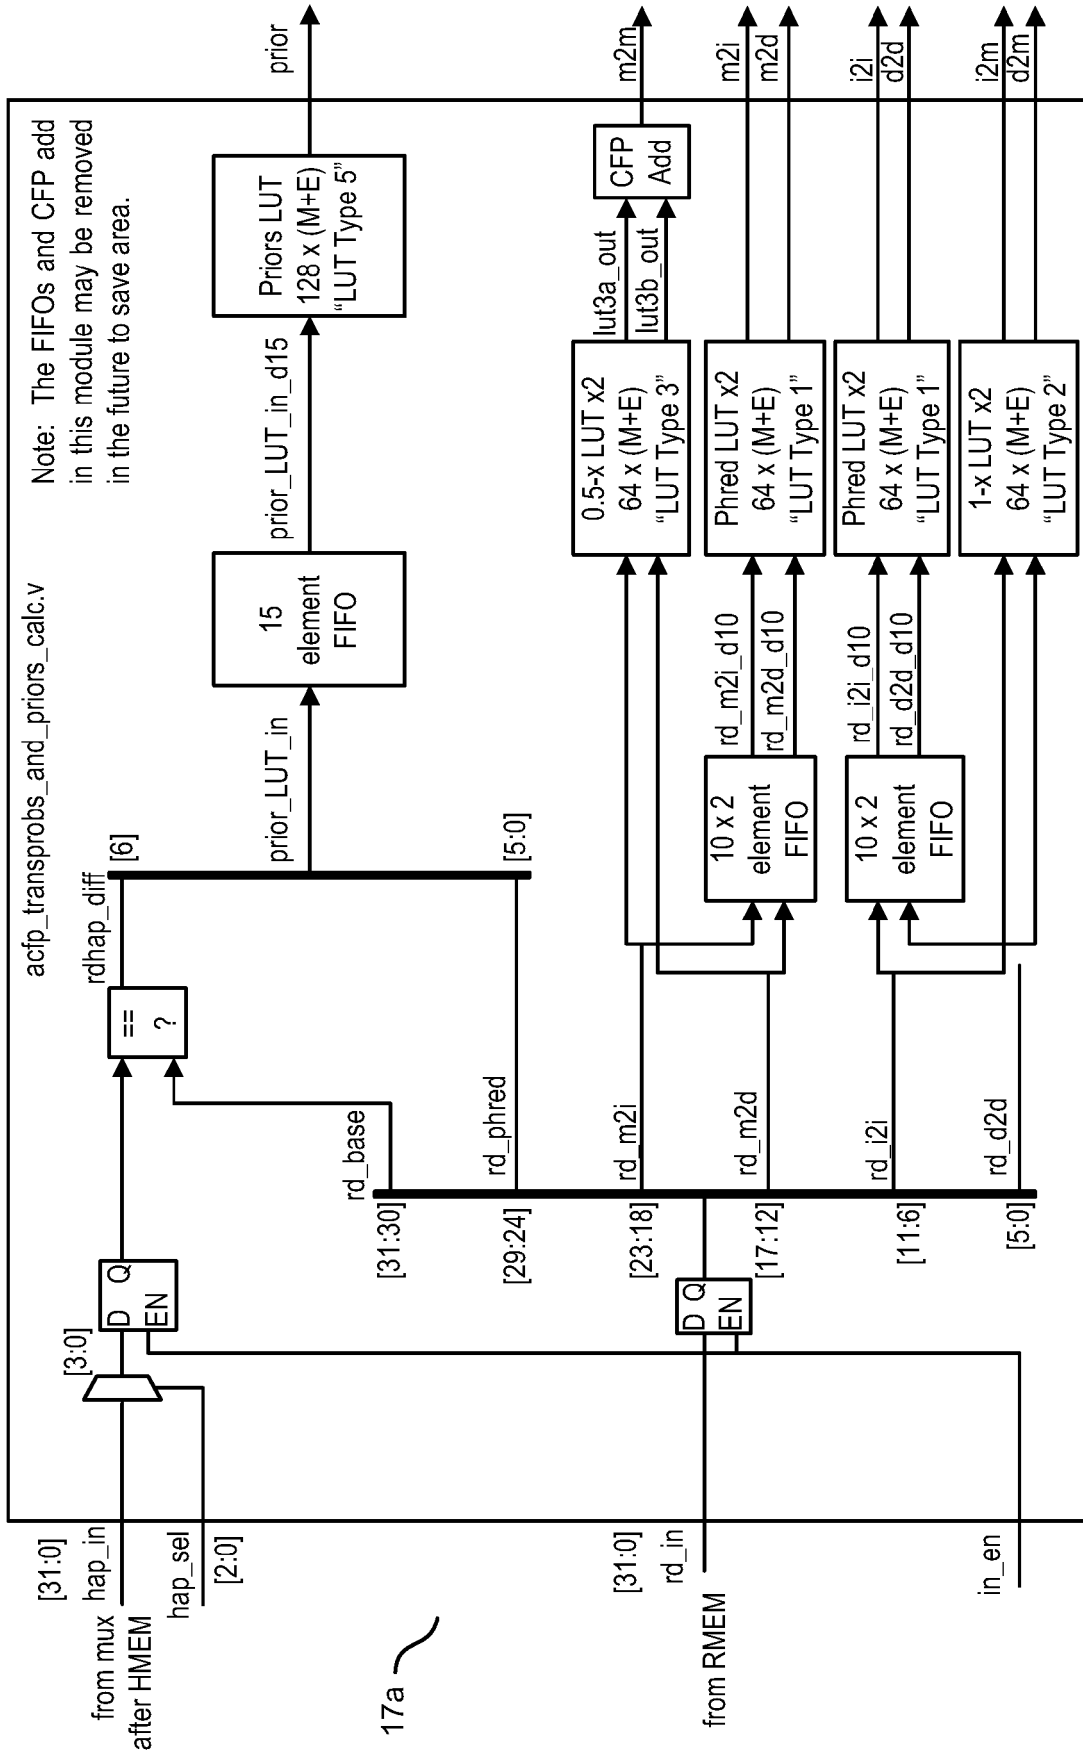 acfp_transprobs_and_priors_calc.v
Note: The FIFOs and CFP add
in this module may be removed
in the future to save area.
[31:0]
from mux hap_in
after HMEM
hap_sel
[2:0]
[3:0]
D Q
EN
==
?
rdhap_diff
[6]
prior_LUT_in
[5:0]
15
element
FIFO
prior_LUT_in_d15
Priors LUT
128 x (M+E)
“LUT Type 5”
prior
17a
[31:0]
rd_in
from RMEM
in_en
D Q
EN
rd_base
[31:30]
rd_phred
[29:24]
rd_m2i
[23:18]
rd_m2d
[17:12]
rd_i2i
[11:6]
rd_d2d
[5:0]
10 x 2
element
FIFO
10 x 2
element
FIFO
rd_m2i_d10
rd_m2d_d10
rd_i2i_d10
rd_d2d_d10
0.5-x LUT x2
64 x (M+E)
“LUT Type 3”
Phred LUT x2
64 x (M+E)
“LUT Type 1”
Phred LUT x2
64 x (M+E)
“LUT Type 1”
1-x LUT x2
64 x (M+E)
“LUT Type 2”
lut3a_out
lut3b_out
CFP
Add
m2m
m2i
m2d
i2i
d2d
i2m
d2m